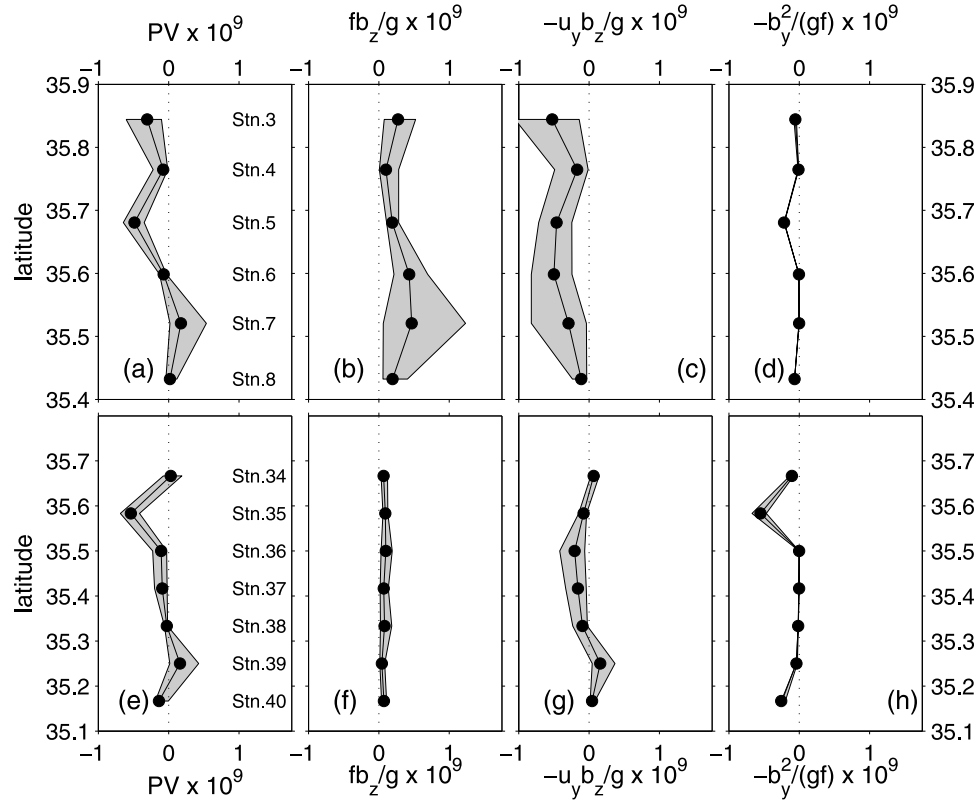 PV x 10⁹ fb_z/g x 10⁹ −u_y b_z/g x 10⁹ −b_y²/(gf) x 10⁹
−1 0 1 −1 0 1 −1 0 1 −1 0 1
35.9 35.9
Stn.3
35.8 35.8
Stn.4
35.7 Stn.5 35.7
latitude
35.6 Stn.6 35.6
Stn.7
35.5 35.5
(a) Stn.8 (b) (c) (d)
35.4 35.4
35.7 Stn.34 35.7
35.6 Stn.35 35.6
35.5 Stn.36 35.5
latitude
35.4 Stn.37 35.4
35.3 Stn.38 35.3
Stn.39
35.2 35.2
(e) Stn.40 (f) (g) (h)
35.1 35.1
−1 0 1 −1 0 1 −1 0 1 −1 0 1
PV x 10⁹ fb_z/g x 10⁹ −u_y b_z/g x 10⁹ −b_y²/(gf) x 10⁹